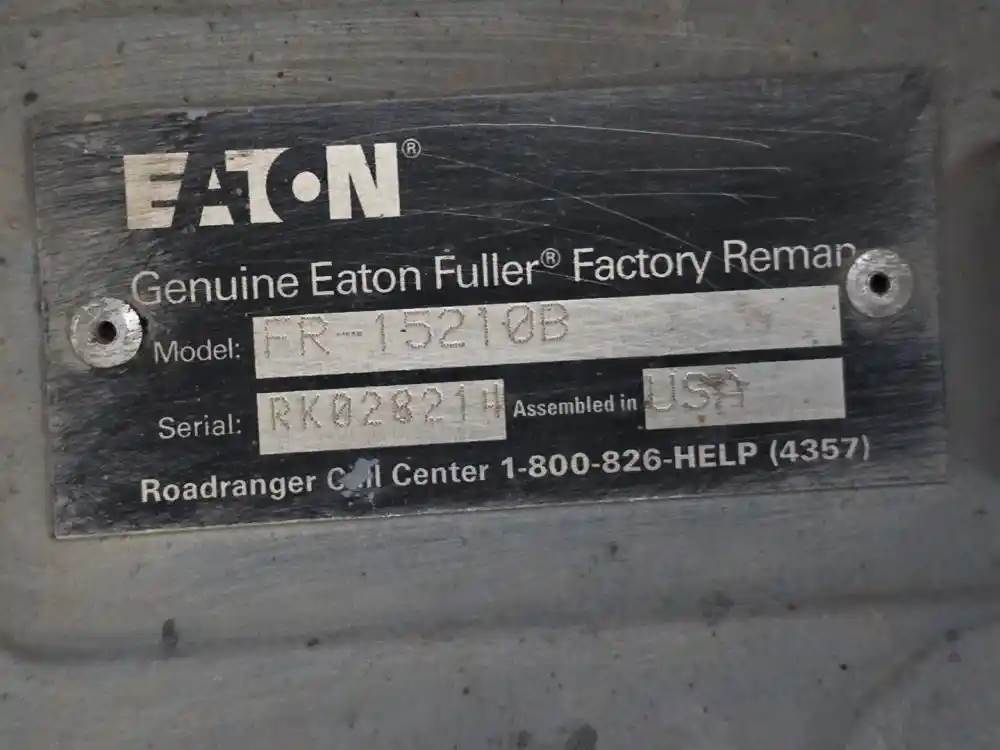 EATON®
Genuine Eaton Fuller® Factory Reman
Model: FR-15210B
Serial: RK028214 Assembled in USA
Roadranger Call Center 1-800-826-HELP (4357)